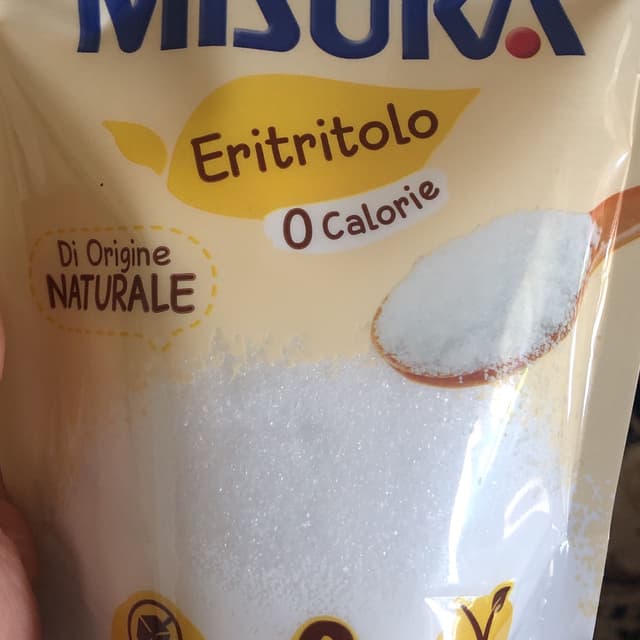 MISURA
Eritritolo
0 Calorie
Di Origine
NATURALE